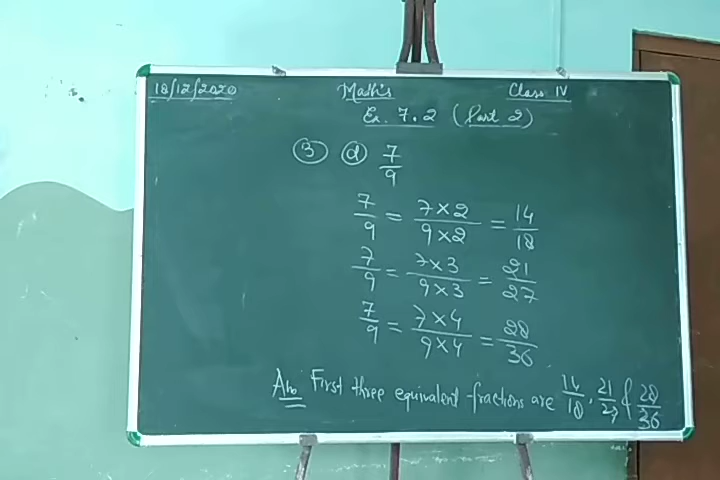 18/12/2020 Maths Class IV
Ex. 7.2 (Part 2)
③ ⓓ 7/9
7/9 = 7×2/9×2 = 14/18
7/9 = 7×3/9×3 = 21/27
7/9 = 7×4/9×4 = 28/36
Ans First three equivalent fractions are 14/18, 21/27 & 28/36